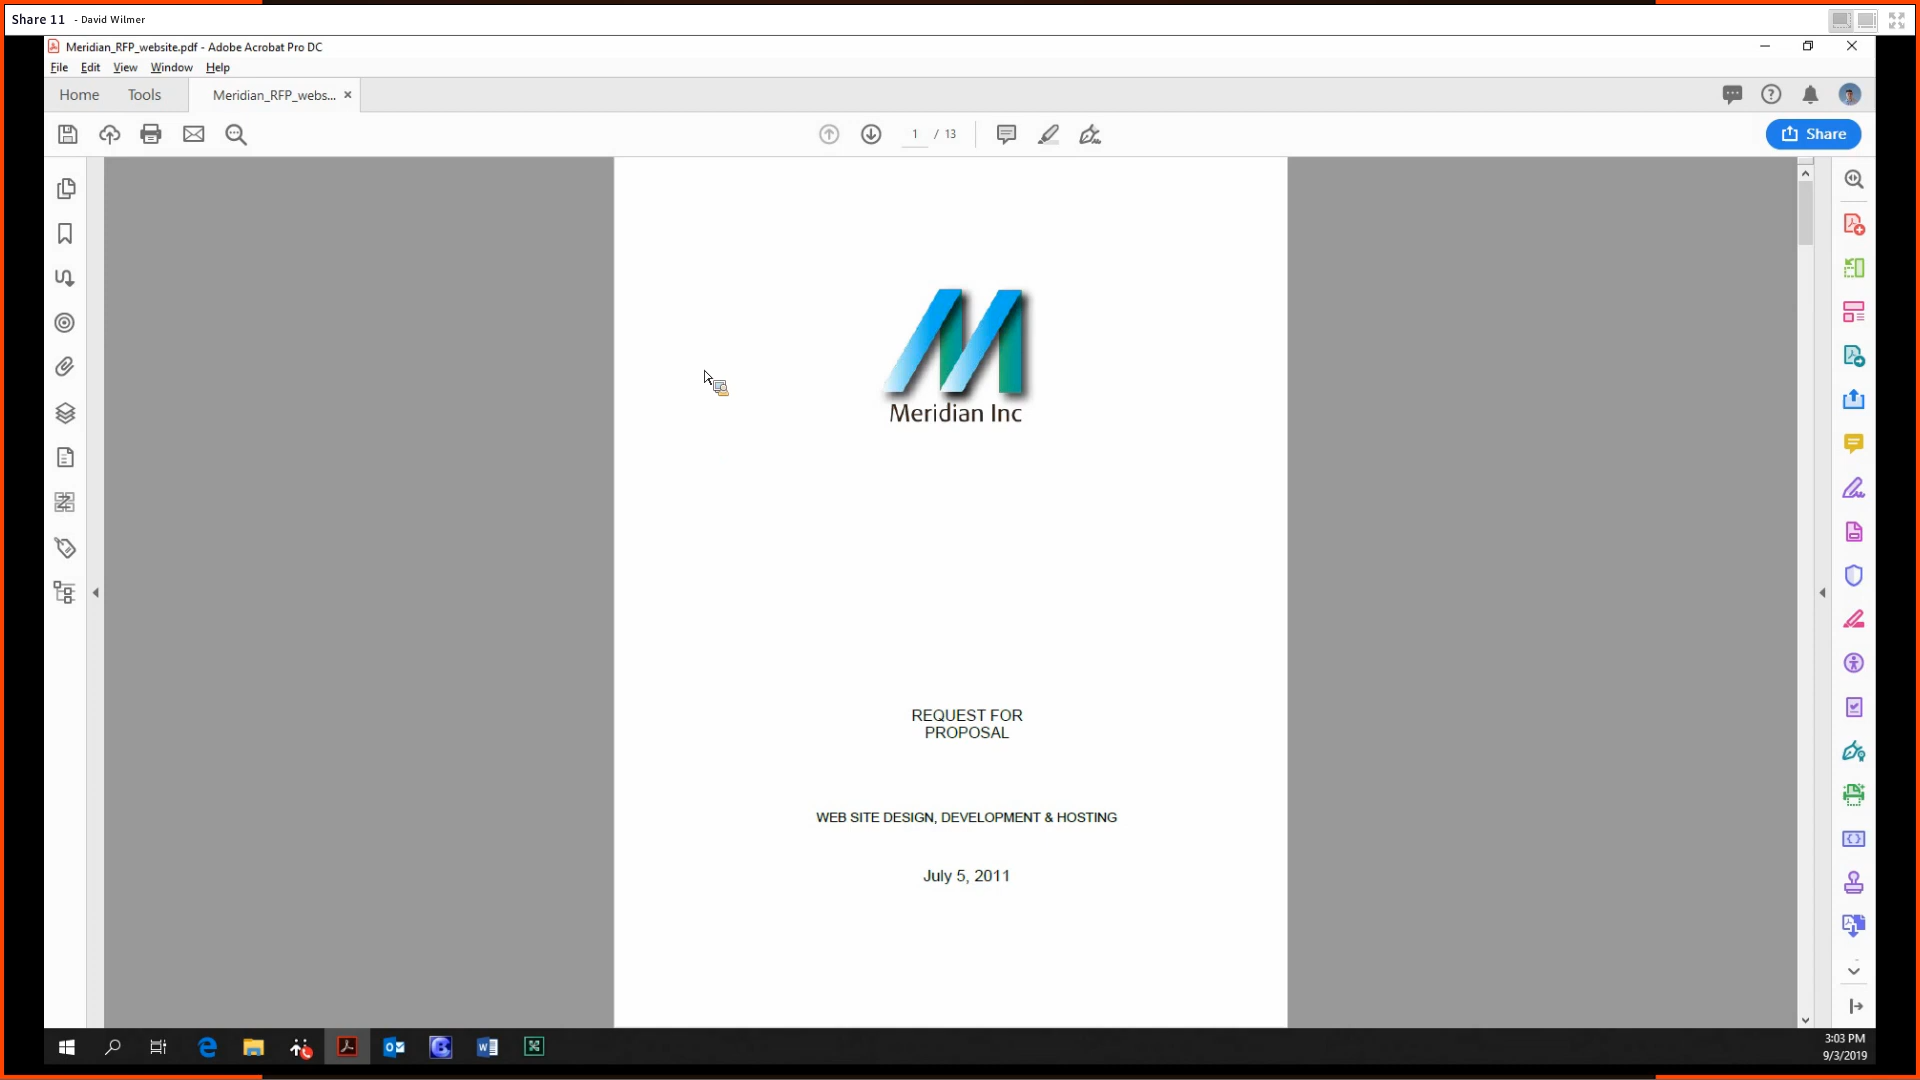 Share 11 - David Wilmer
Meridian_RFP_website.pdf - Adobe Acrobat Pro DC
File Edit View Window Help
Home Tools Meridian_RFP_webs... ×
1 / 13
Share
Meridian Inc
REQUEST FOR
PROPOSAL
WEB SITE DESIGN, DEVELOPMENT & HOSTING
July 5, 2011
3:03 PM
9/3/2019